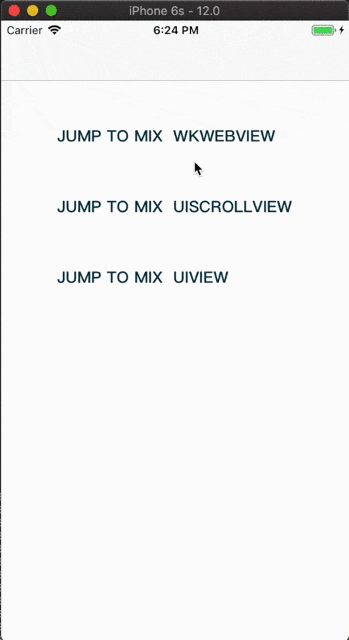 iPhone 6s - 12.0
Carrier 6:24 PM
JUMP TO MIX WKWEBVIEW
JUMP TO MIX UISCROLLVIEW
JUMP TO MIX UIVIEW